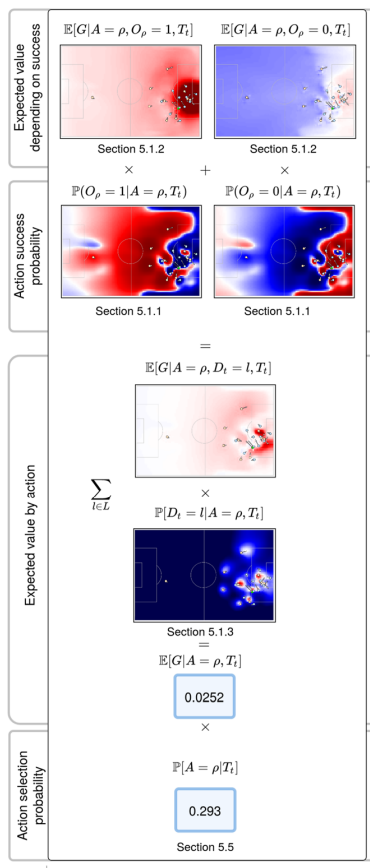 Expected value
depending on success
𝔼[G|A = ρ, O_ρ = 1, T_t] 𝔼[G|A = ρ, O_ρ = 0, T_t]
Section 5.1.2 Section 5.1.2
× + ×
Action success
probability
ℙ(O_ρ = 1|A = ρ, T_t) ℙ(O_ρ = 0|A = ρ, T_t)
Section 5.1.1 Section 5.1.1
=
Expected value by action
𝔼[G|A = ρ, D_t = l, T_t]
∑
l∈L
×
ℙ[D_t = l|A = ρ, T_t]
Section 5.1.3
=
𝔼[G|A = ρ, T_t]
0.0252
×
Action selection
probability
ℙ[A = ρ|T_t]
0.293
Section 5.5